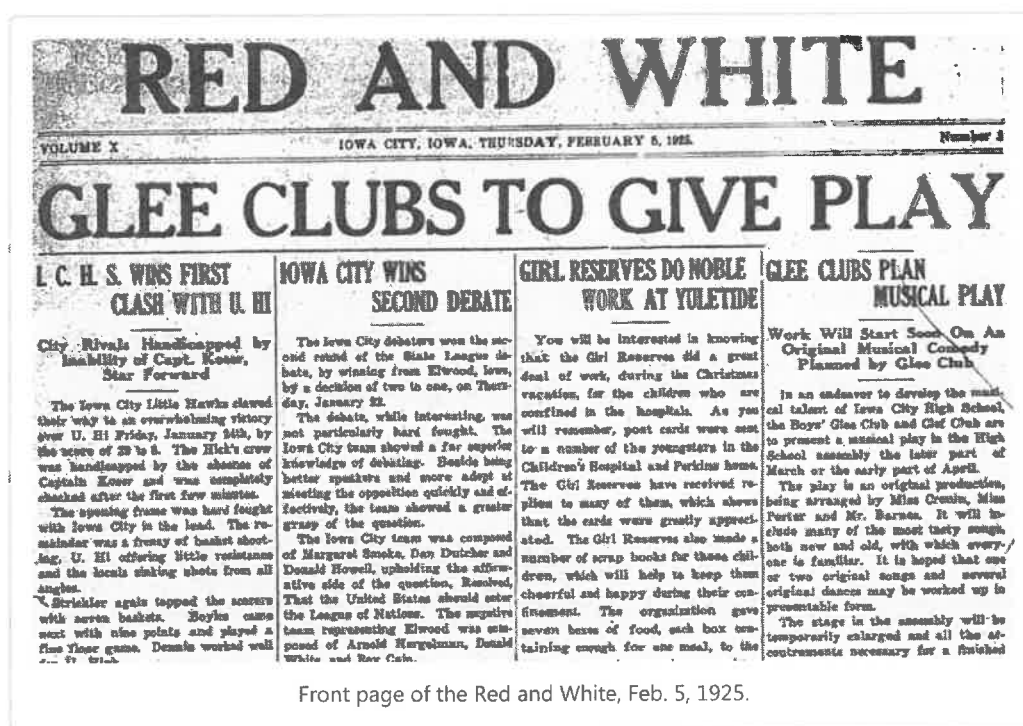 RED AND WHITE
VOLUME X
IOWA CITY, IOWA, THURSDAY, FEBRUARY 5, 1925.
Number 3
GLEE CLUBS TO GIVE PLAY
I. C. H. S. WINS FIRST
CLASH WITH U. HI
City Rivals Handicapped by
Inability of Capt. Koser,
Star Forward
The Iowa City Little Hawks clawed
their way to an overwhelming victory
over U. Hi Friday, January 24th, by
the score of to The Hick's crew
was handicapped by the absence of
Captain Koser and was completely
checked after the first few minutes.
The opening frame was hard fought
with Iowa City in the lead. The re-
mainder was a frenzy of basket shoot-
ing, U. Hi offering little resistance
and the locals sinking shots from all
angles.
Strickler again topped the scorers
with seven baskets. Boyles came
next with nine points and played a
fine floor game. Dennis worked well
for U. High
IOWA CITY WINS
SECOND DEBATE
The Iowa City debaters won the sec-
ond round of the State League de-
bate, by winning from Elwood, Iowa,
by a decision of two to one, on Thurs-
day, January 22.
The debate, while interesting, was
not particularly hard fought. The
Iowa City team showed a far superior
knowledge of debating. Beside being
better speakers and more adept at
meeting the opposition quickly and ef-
fectively, the team showed a greater
grasp of the question.
The Iowa City team was composed
of Margaret Smoke, Dan Dutcher and
Donald Howell, upholding the affirm-
ative side of the question, Resolved,
That the United States should enter
the League of Nations. The negative
team representing Elwood was com-
posed of Arnold Hergelman, Donald
White and Rex Cain.
GIRL RESERVES DO NOBLE
WORK AT YULETIDE
You will be interested in knowing
that the Girl Reserves did a great
deal of work, during the Christmas
vacation, for the children who are
confined in the hospitals. As you
will remember, post cards were sent
to a number of the youngsters in the
Children's Hospital and Perkins home.
The Girl Reserves have received re-
plies to many of them, which shows
that the cards were greatly appreci-
ated. The Girl Reserves also made a
number of scrap books for these chil-
dren, which will help to keep them
cheerful and happy during their con-
finement. The organization gave
seven boxes of food, each box con-
taining enough for one meal, to the
GLEE CLUBS PLAN
MUSICAL PLAY
Work Will Start Soon On An
Original Musical Comedy
Planned by Glee Club
In an endeavor to develop the musi-
cal talent of Iowa City High School,
the Boys' Glee Club and Clef Club are
to present a musical play in the High
School assembly the later part of
March or the early part of April.
The play is an original production,
being arranged by Miss Cronin, Miss
Porter and Mr. Barnes. It will in-
clude many of the most tasty songs,
both new and old, with which every-
one is familiar. It is hoped that one
or two original songs and several
original dances may be worked up in
presentable form.
The stage in the assembly will be
temporarily enlarged and all the ac-
coutrements necessary for a finished
Front page of the Red and White, Feb. 5, 1925.